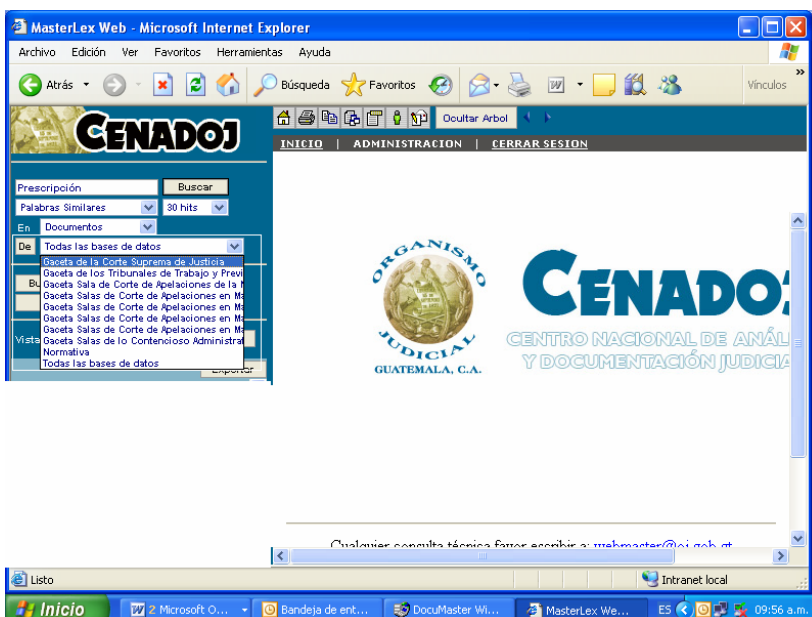 MasterLex Web - Microsoft Internet Explorer
Archivo Edición Ver Favoritos Herramientas Ayuda
Atrás Búsqueda Favoritos Vínculos
CENADOJ
Ocultar Arbol
INICIO | ADMINISTRACION | CERRAR SESION
Prescripción Buscar
Palabras Similares 30 hits
En Documentos
De Todas las bases de datos
Gaceta de la Corte Suprema de Justicia
Gaceta de los Tribunales de Trabajo y Previ
Gaceta Sala de Corte de Apelaciones de la
Gaceta Salas de Corte de Apelaciones en Ma
Gaceta Salas de Corte de Apelaciones en Ma
Gaceta Salas de Corte de Apelaciones en Ma
Gaceta Salas de Corte de Apelaciones en Ma
Vista Gaceta Salas de lo Contencioso Administrat
Normativa
Todas las bases de datos
Exportar
ORGANISMO
JUDICIAL
GUATEMALA, C.A.
CENADOJ
CENTRO NACIONAL DE ANÁL
Y DOCUMENTACIÓN JUDICIA
Cualquier consulta técnica favor escribir a: webmaster@oj.gob.gt
Listo Intranet local
Inicio 2 Microsoft O... Bandeja de ent... DocuMaster Wi... MasterLex We... ES 09:56 a.m.